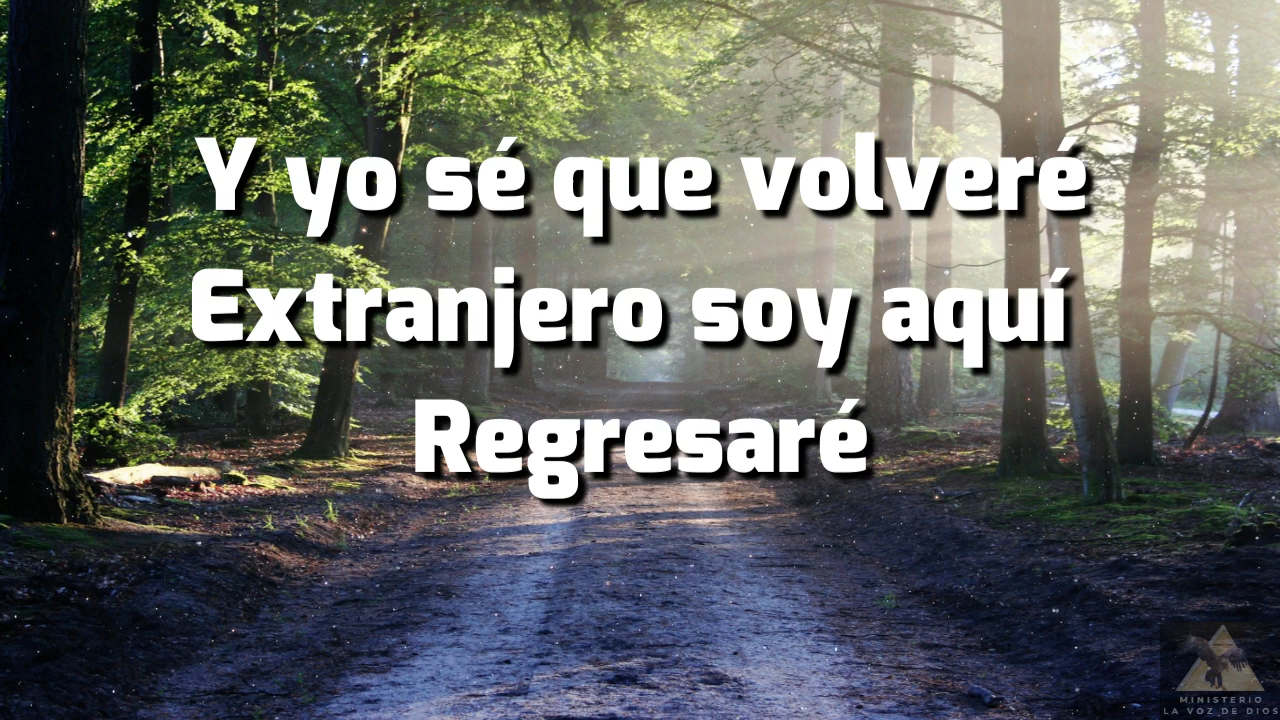 Y yo sé que volveré
Extranjero soy aquí
Regresaré
MINISTERIO
LA VOZ DE DIOS